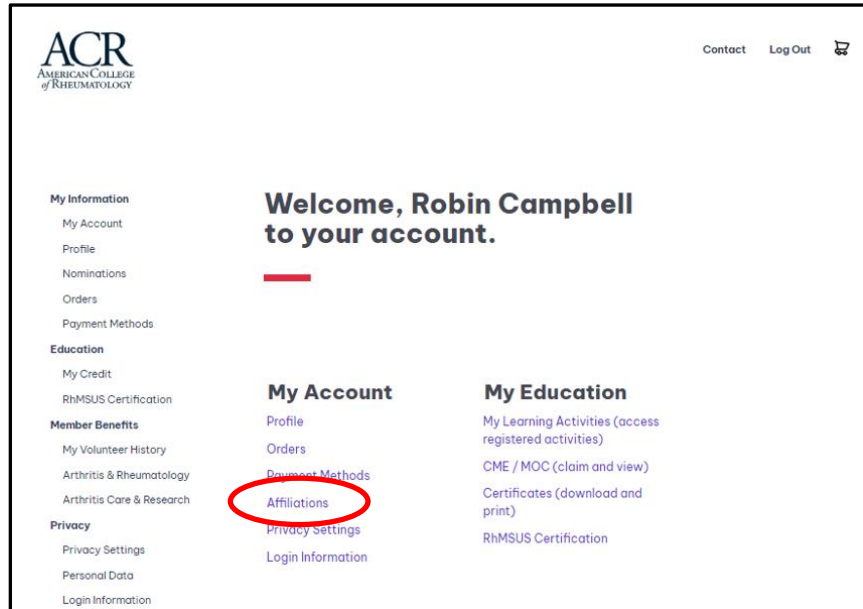 ACR
AMERICAN COLLEGE
of RHEUMATOLOGY
Contact
Log Out
My Information
My Account
Profile
Nominations
Orders
Payment Methods
Education
My Credit
RhMSUS Certification
Member Benefits
My Volunteer History
Arthritis & Rheumatology
Arthritis Care & Research
Privacy
Privacy Settings
Personal Data
Login Information
Welcome, Robin Campbell
to your account.
My Account
Profile
Orders
Payment Methods
Affiliations
Privacy Settings
Login Information
My Education
My Learning Activities (access
registered activities)
CME / MOC (claim and view)
Certificates (download and
print)
RhMSUS Certification